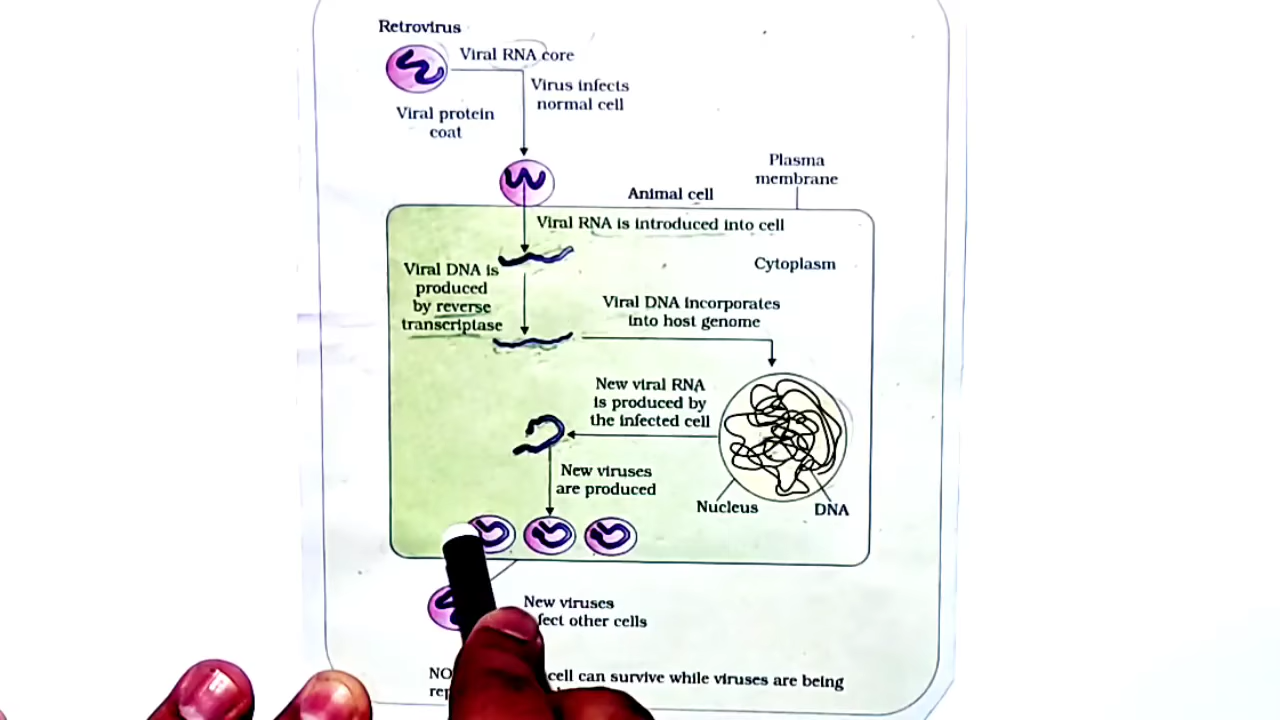 Retrovirus
Viral RNA core
Virus infects
normal cell
Viral protein
coat
Plasma
membrane
Animal cell
Viral RNA is introduced into cell
Cytoplasm
Viral DNA is
produced
by reverse
transcriptase
Viral DNA incorporates
into host genome
New viral RNA
is produced by
the infected cell
New viruses
are produced
Nucleus
DNA
New viruses
fect other cells
NO
cell can survive while viruses are being